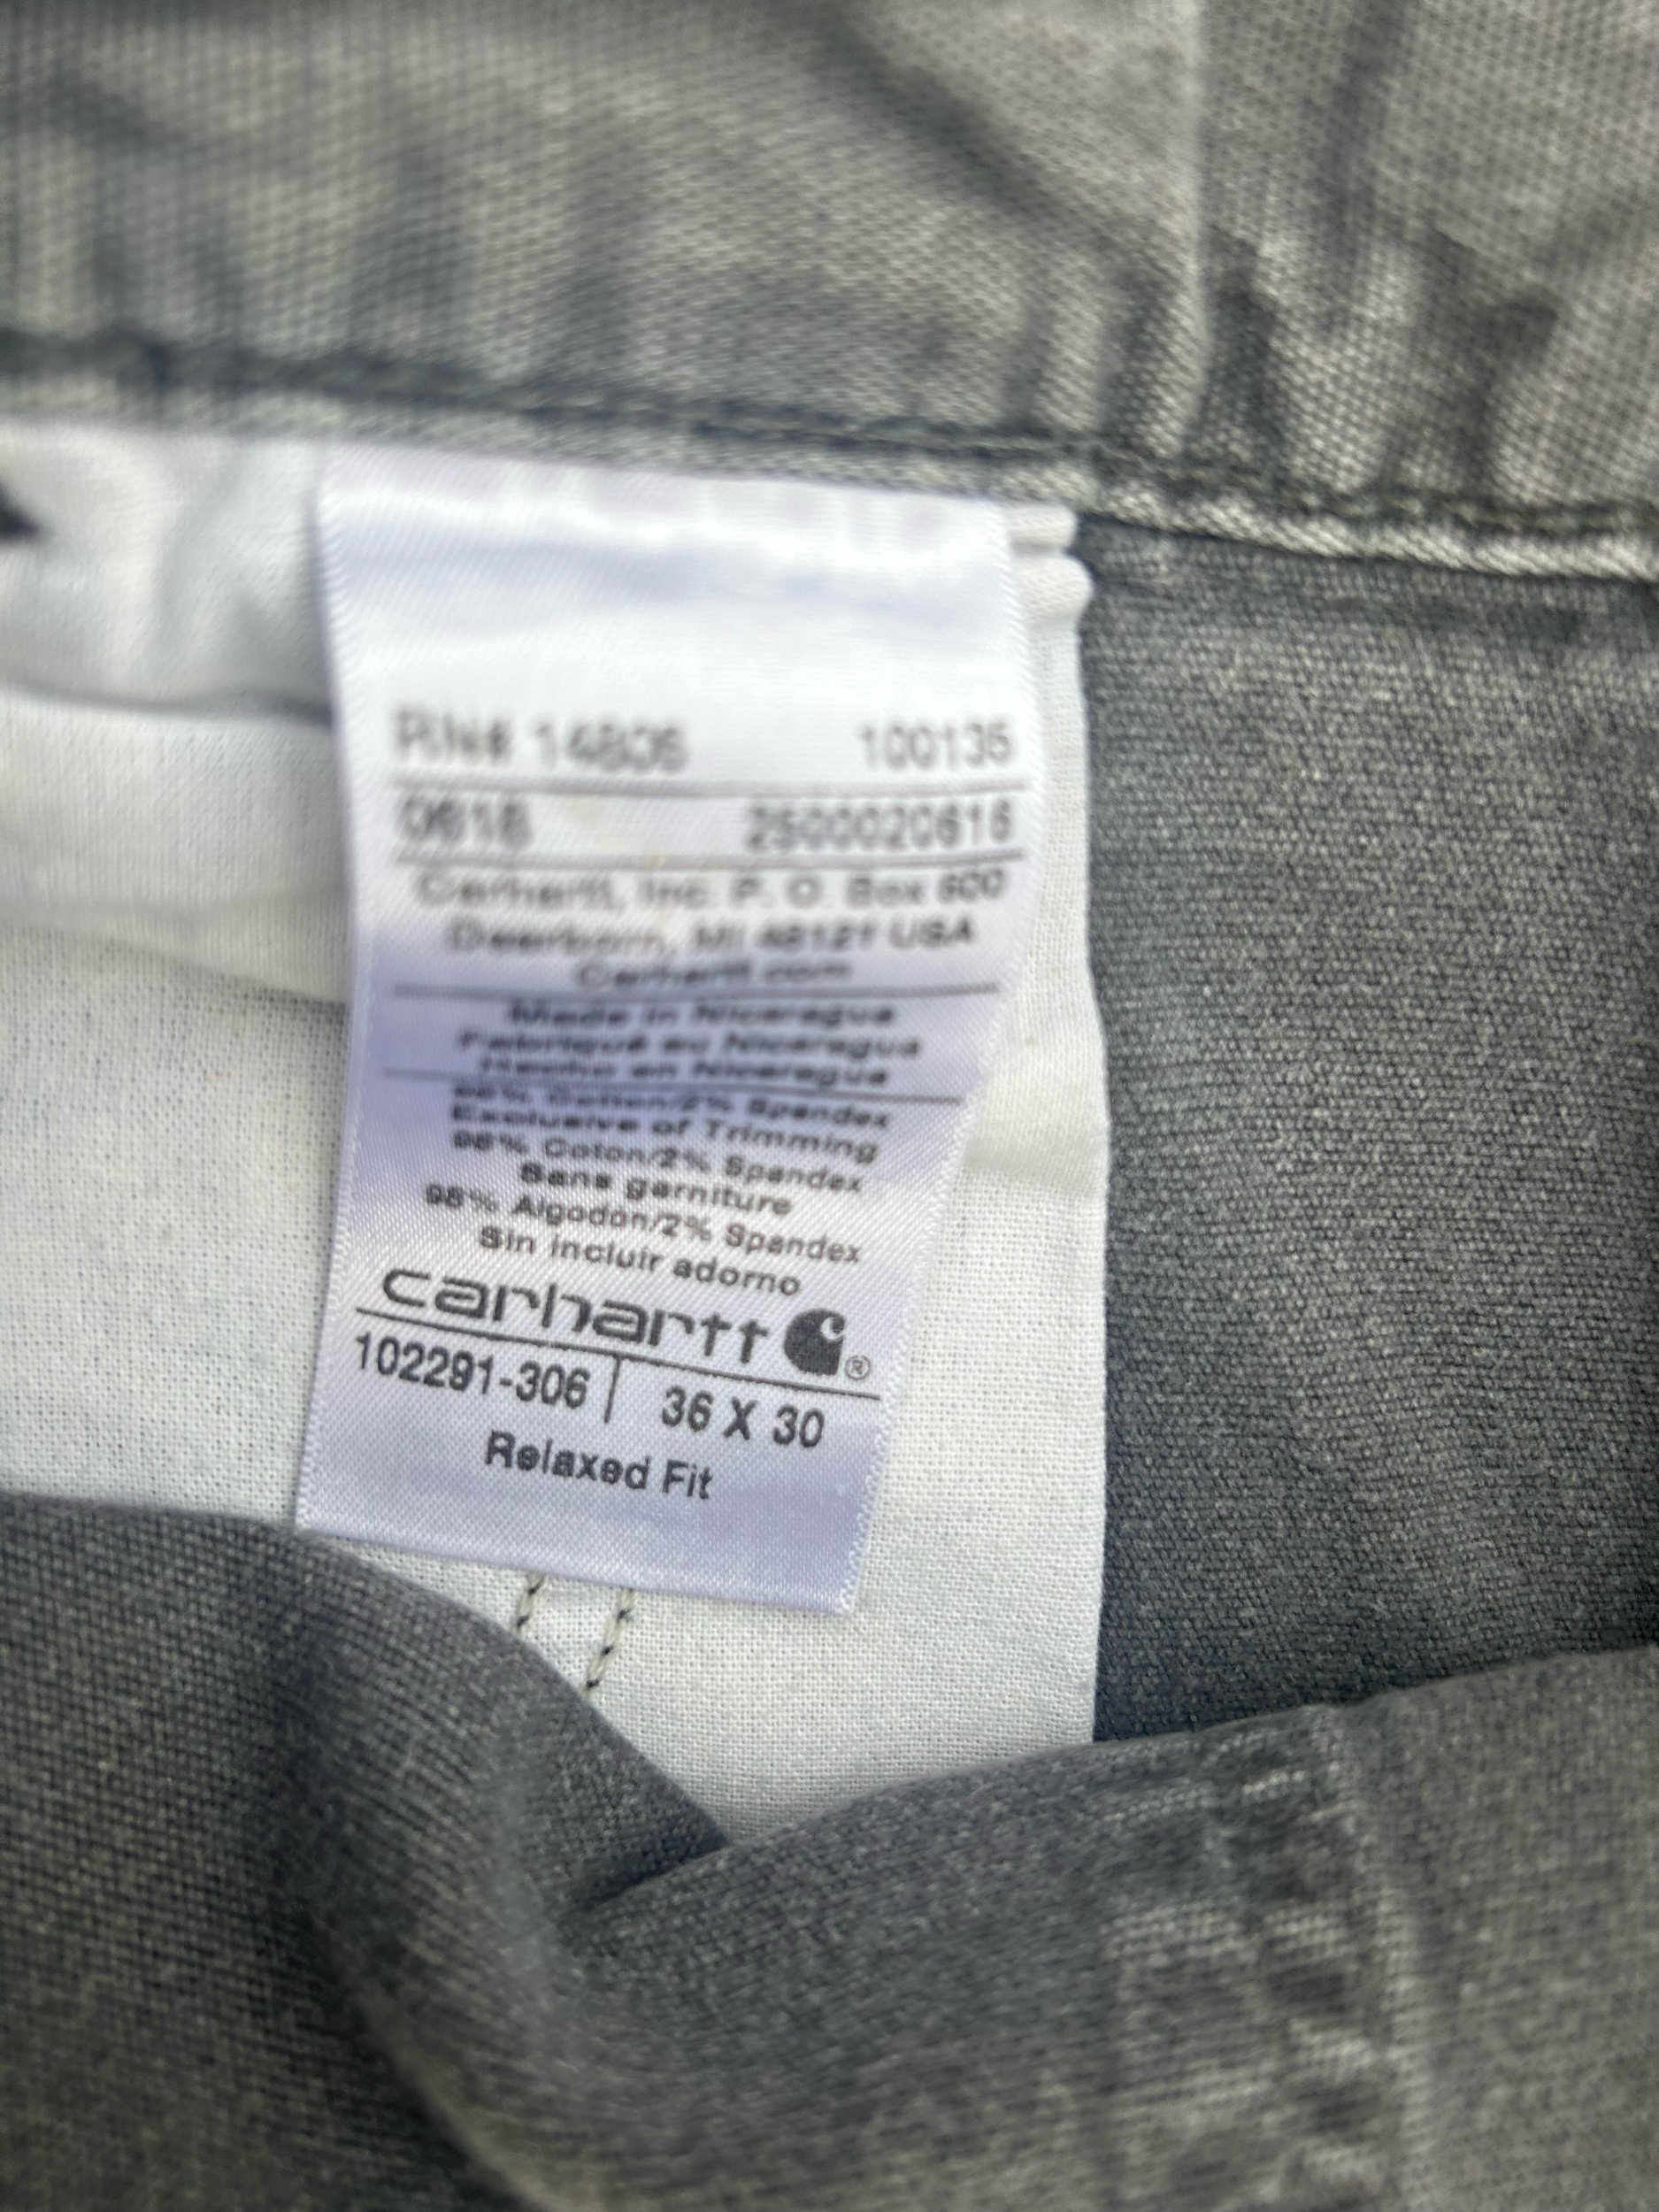 RN# 14806 100135
0616 2500020616
Carhartt, Inc. P. O. Box 600
Dearborn, MI 48121 USA
Carhartt.com
Made in Nicaragua
Fabriqué au Nicaragua
Hecho en Nicaragua
98% Cotton/2% Spandex
Exclusive of Trimming
98% Coton/2% Spandex
Sans garniture
98% Algodon/2% Spandex
Sin incluir adorno
carhartt ®
102291-306 | 36 X 30
Relaxed Fit